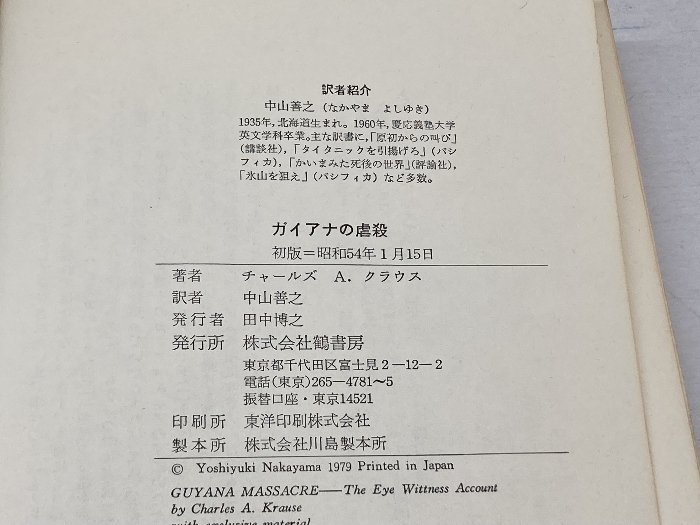 訳者紹介
中山善之(なかやま よしゆき)
1935年,北海道生まれ。1960年,慶応義塾大学
英文学科卒業。主な訳書に,「原初からの叫び」
(講談社),「タイタニックを引揚げろ」(パシ
フィカ),「かいまみた死後の世界」(評論社),
「氷山を狙え」(パシフィカ)など多数。
ガイアナの虐殺
初版＝昭和54年1月15日
著者 チャールズ A. クラウス
訳者 中山善之
発行者 田中博之
発行所 株式会社鶴書房
東京都千代田区富士見2―12―2
電話(東京)265―4781～5
振替口座・東京14521
印刷所 東洋印刷株式会社
製本所 株式会社川島製本所
© Yoshiyuki Nakayama 1979 Printed in Japan
GUYANA MASSACRE——The Eye Wittness Account
by Charles A. Krause
with exclusive material